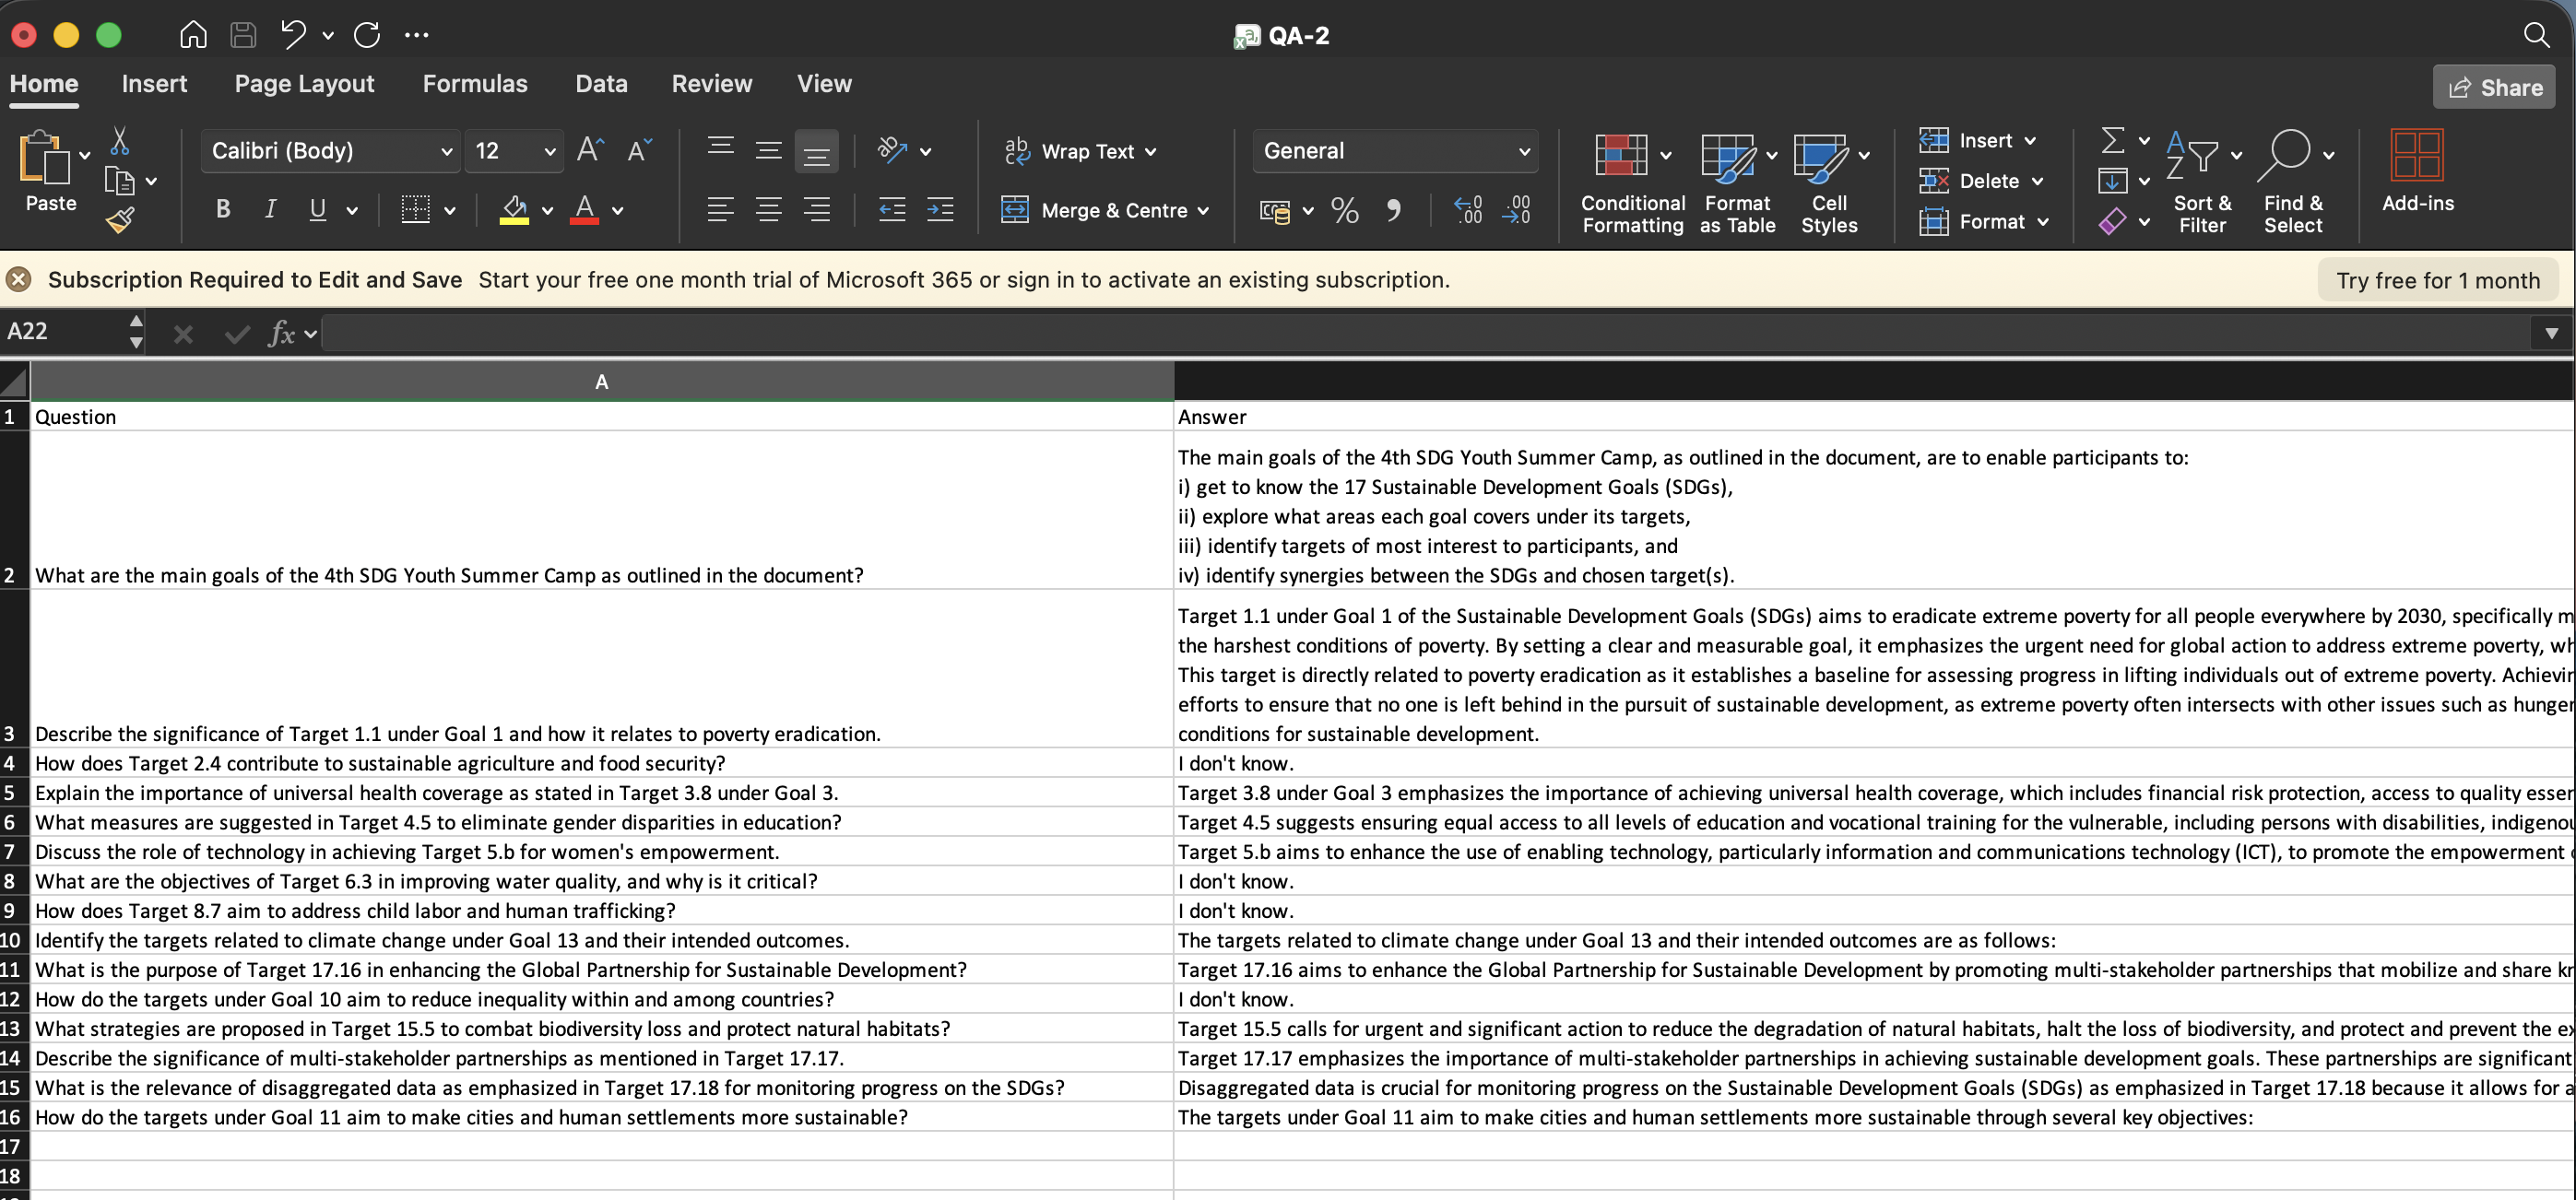 QA-2
Home Insert Page Layout Formulas Data Review View
Share
Paste
Calibri (Body) 12
B I U
Wrap Text
Merge & Centre
General
Conditional Formatting
Format as Table
Cell Styles
Insert
Delete
Format
Sort & Filter
Find & Select
Add-ins
Subscription Required to Edit and Save Start your free one month trial of Microsoft 365 or sign in to activate an existing subscription.
Try free for 1 month
A22
fx
A
1 Question Answer
The main goals of the 4th SDG Youth Summer Camp, as outlined in the document, are to enable participants to:
i) get to know the 17 Sustainable Development Goals (SDGs),
ii) explore what areas each goal covers under its targets,
iii) identify targets of most interest to participants, and
2 What are the main goals of the 4th SDG Youth Summer Camp as outlined in the document? iv) identify synergies between the SDGs and chosen target(s).
Target 1.1 under Goal 1 of the Sustainable Development Goals (SDGs) aims to eradicate extreme poverty for all people everywhere by 2030, specifically
the harshest conditions of poverty. By setting a clear and measurable goal, it emphasizes the urgent need for global action to address extreme poverty,
This target is directly related to poverty eradication as it establishes a baseline for assessing progress in lifting individuals out of extreme poverty.
efforts to ensure that no one is left behind in the pursuit of sustainable development, as extreme poverty often intersects with other issues such as
3 Describe the significance of Target 1.1 under Goal 1 and how it relates to poverty eradication. conditions for sustainable development.
4 How does Target 2.4 contribute to sustainable agriculture and food security? I don't know.
5 Explain the importance of universal health coverage as stated in Target 3.8 under Goal 3. Target 3.8 under Goal 3 emphasizes the importance of achieving universal health coverage, which includes financial risk protection, access to quality
6 What measures are suggested in Target 4.5 to eliminate gender disparities in education? Target 4.5 suggests ensuring equal access to all levels of education and vocational training for the vulnerable, including persons with disabilities,
7 Discuss the role of technology in achieving Target 5.b for women's empowerment. Target 5.b aims to enhance the use of enabling technology, particularly information and communications technology (ICT), to promote the empowerment
8 What are the objectives of Target 6.3 in improving water quality, and why is it critical? I don't know.
9 How does Target 8.7 aim to address child labor and human trafficking? I don't know.
10 Identify the targets related to climate change under Goal 13 and their intended outcomes. The targets related to climate change under Goal 13 and their intended outcomes are as follows:
11 What is the purpose of Target 17.16 in enhancing the Global Partnership for Sustainable Development? Target 17.16 aims to enhance the Global Partnership for Sustainable Development by promoting multi-stakeholder partnerships that mobilize and share
12 How do the targets under Goal 10 aim to reduce inequality within and among countries? I don't know.
13 What strategies are proposed in Target 15.5 to combat biodiversity loss and protect natural habitats? Target 15.5 calls for urgent and significant action to reduce the degradation of natural habitats, halt the loss of biodiversity, and protect and prevent the
14 Describe the significance of multi-stakeholder partnerships as mentioned in Target 17.17. Target 17.17 emphasizes the importance of multi-stakeholder partnerships in achieving sustainable development goals. These partnerships are significant
15 What is the relevance of disaggregated data as emphasized in Target 17.18 for monitoring progress on the SDGs? Disaggregated data is crucial for monitoring progress on the Sustainable Development Goals (SDGs) as emphasized in Target 17.18 because it allows for
16 How do the targets under Goal 11 aim to make cities and human settlements more sustainable? The targets under Goal 11 aim to make cities and human settlements more sustainable through several key objectives:
17
18